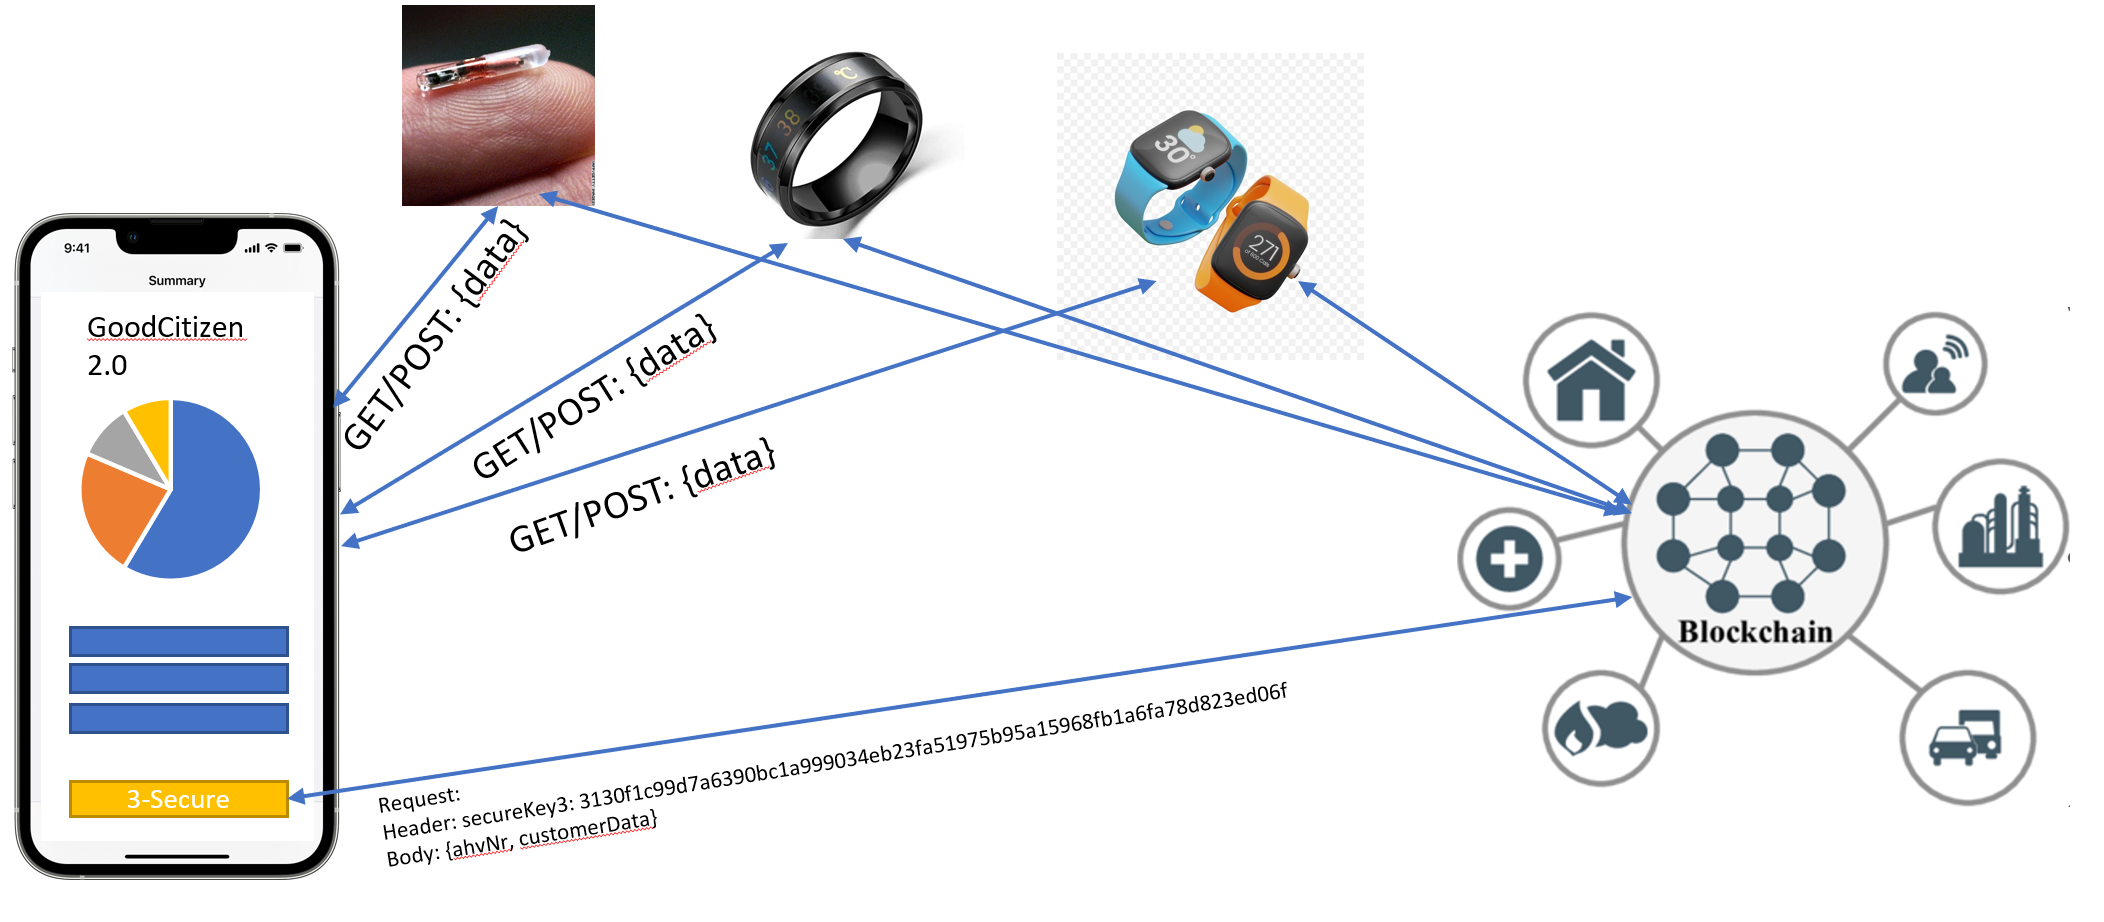 9:41
Summary
GoodCitizen
2.0
3-Secure
GET/POST: {data}
GET/POST: {data}
GET/POST: {data}
℃
38
37
30°
271
Request:
Header: secureKey3: 3130f1c99d7a6390bc1a999034eb23fa51975b95a15968fb1a6fa78d823ed06f
Body: {ahvNr, customerData}
Blockchain